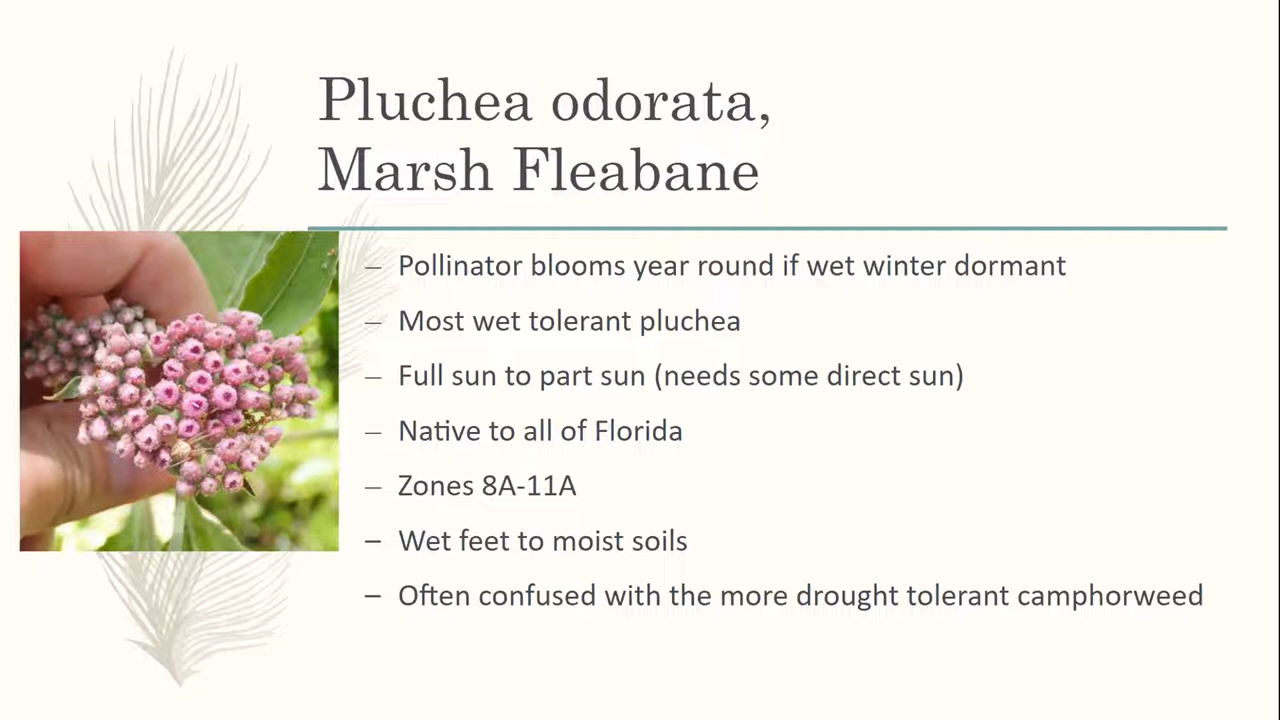 Pluchea odorata,
Marsh Fleabane
– Pollinator blooms year round if wet winter dormant
– Most wet tolerant pluchea
– Full sun to part sun (needs some direct sun)
– Native to all of Florida
– Zones 8A-11A
– Wet feet to moist soils
– Often confused with the more drought tolerant camphorweed